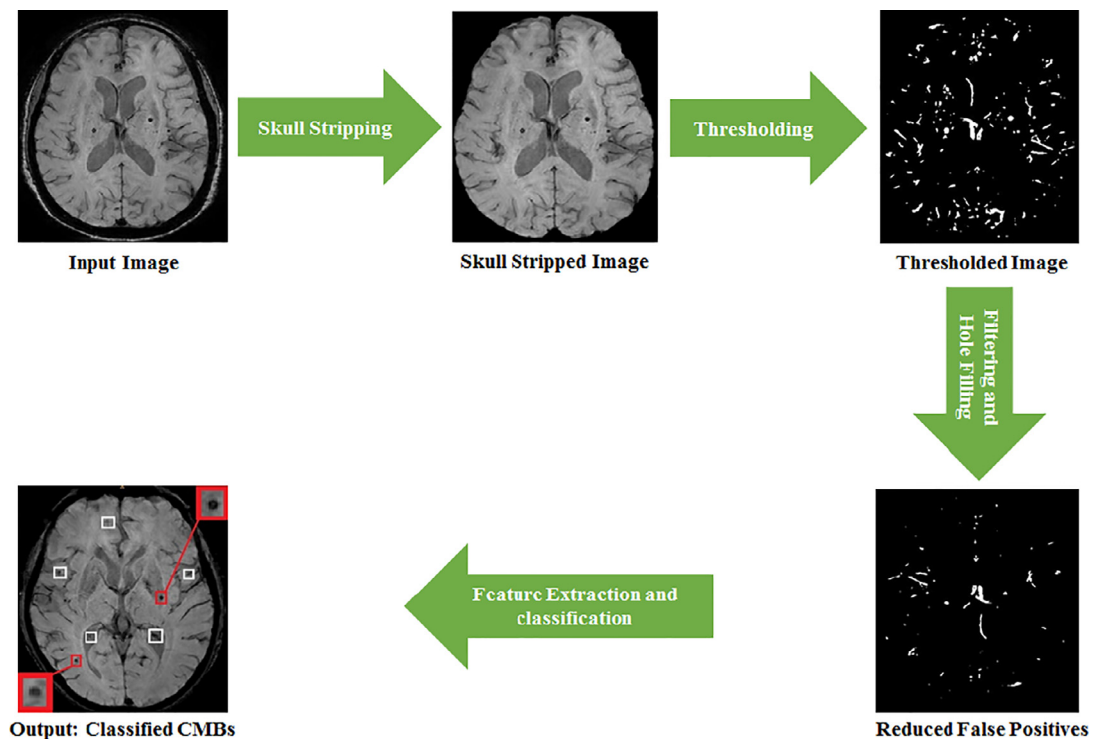 Skull Stripping
Thresholding
Input Image
Skull Stripped Image
Thresholded Image
Filtering and
Hole Filling
Feature Extraction and
classification
Output: Classified CMBs
Reduced False Positives